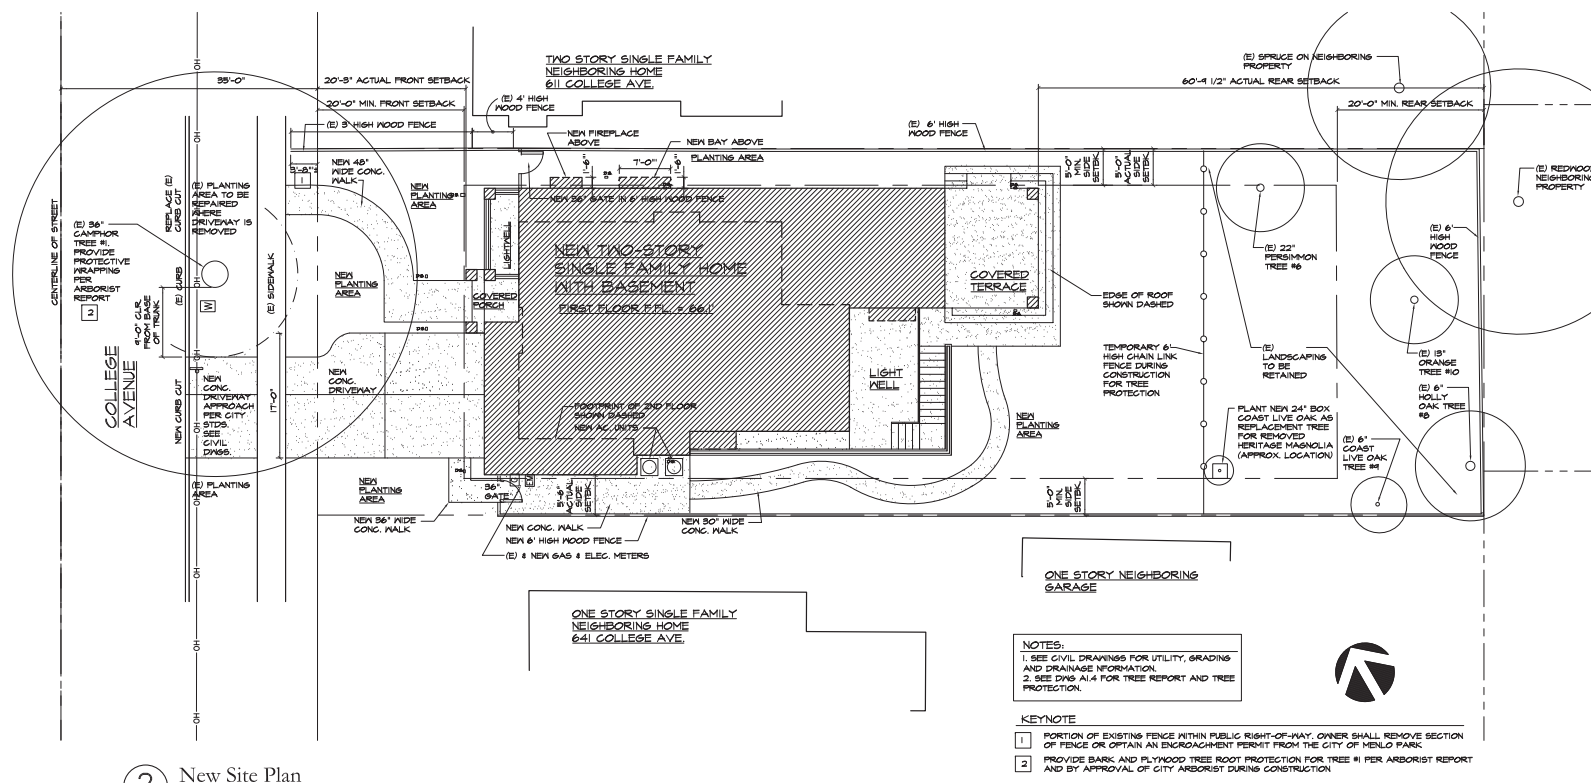 TWO STORY SINGLE FAMILY
NEIGHBORING HOME
611 COLLEGE AVE.
(E) SPRUCE ON NEIGHBORING
PROPERTY
35'-0"
20'-3" ACTUAL FRONT SETBACK
60'-9 1/2" ACTUAL REAR SETBACK
20'-0" MIN. FRONT SETBACK
(E) 4' HIGH
WOOD FENCE
20'-0" MIN. REAR SETBACK
(E) 3' HIGH WOOD FENCE
(E) 6' HIGH
WOOD FENCE
NEW FIREPLACE
ABOVE
NEW BAY ABOVE
PLANTING AREA
1'-6"
7'-0"
1'-6"
5'-0"
MIN.
SIDE
SETBK.
5'-0"
ACTUAL
SIDE
SETBK.
NEW 48"
WIDE CONC.
WALK
1
REPLACE (E)
CURB CUT
(E) PLANTING
AREA TO BE
REPAIRED
WHERE
DRIVEWAY IS
REMOVED
NEW
PLANTING
AREA
NEW 36" GATE IN 6' HIGH WOOD FENCE
(E) REDWOOD
NEIGHBORING
PROPERTY
CENTERLINE OF STREET
(E) 36"
CAMPHOR
TREE #1.
PROVIDE
PROTECTIVE
WRAPPING
PER
ARBORIST
REPORT
2
(E) CURB
W
(E) SIDEWALK
NEW
PLANTING
AREA
LIGHTWELL
COVERED
PORCH
NEW TWO-STORY
SINGLE FAMILY HOME
WITH BASEMENT
FIRST FLOOR F.FL. = 66.1'
COVERED
TERRACE
EDGE OF ROOF
SHOWN DASHED
(E) 22"
PERSIMMON
TREE #6
(E) 6'
HIGH
WOOD
FENCE
9'-0" CLR.
FROM BASE
OF TRUNK
COLLEGE
AVENUE
NEW CURB CUT
NEW
CONC.
DRIVEWAY
APPROACH
PER CITY
STDS.
SEE
CIVIL
DWGS.
17'-0"
NEW
CONC.
DRIVEWAY
LIGHT
WELL
TEMPORARY 6'
HIGH CHAIN LINK
FENCE DURING
CONSTRUCTION
FOR TREE
PROTECTION
(E)
LANDSCAPING
TO BE
RETAINED
(E) 13"
ORANGE
TREE #10
(E) 6"
HOLLY
OAK TREE
#8
FOOTPRINT OF 2ND FLOOR
SHOWN DASHED
NEW AC. UNITS
NEW
PLANTING
AREA
PLANT NEW 24" BOX
COAST LIVE OAK AS
REPLACEMENT TREE
FOR REMOVED
HERITAGE MAGNOLIA
(APPROX. LOCATION)
(E) 6"
COAST
LIVE OAK
TREE #9
(E) PLANTING
AREA
NEW
PLANTING
AREA
36"
GATE
5'-6"
ACTUAL
SIDE
SETBK.
5'-0"
MIN.
SIDE
SETBK.
NEW 36" WIDE
CONC. WALK
NEW CONC. WALK
NEW 30" WIDE
CONC. WALK
NEW 6' HIGH WOOD FENCE
(E) & NEW GAS & ELEC. METERS
ONE STORY NEIGHBORING
GARAGE
ONE STORY SINGLE FAMILY
NEIGHBORING HOME
641 COLLEGE AVE.
NOTES:
1. SEE CIVIL DRAWINGS FOR UTILITY, GRADING
AND DRAINAGE NFORMATION.
2. SEE DWG A1.4 FOR TREE REPORT AND TREE
PROTECTION.
KEYNOTE
1 PORTION OF EXISTING FENCE WITHIN PUBLIC RIGHT-OF-WAY. OWNER SHALL REMOVE SECTION
OF FENCE OR OPTAIN AN ENCROACHMENT PERMIT FROM THE CITY OF MENLO PARK
2 PROVIDE BARK AND PLYWOOD TREE ROOT PROTECTION FOR TREE #1 PER ARBORIST REPORT
AND BY APPROVAL OF CITY ARBORIST DURING CONSTRUCTION
2 New Site Plan